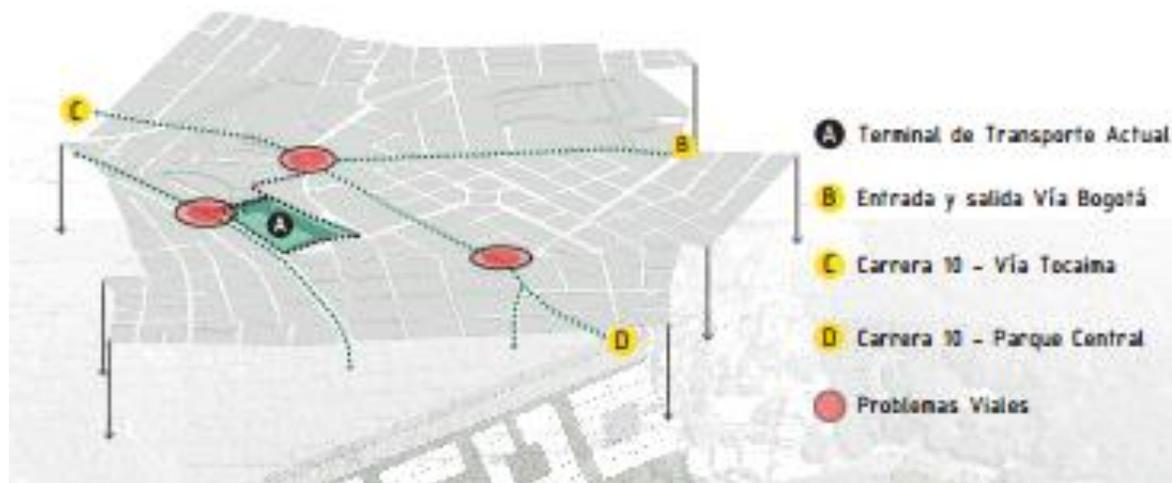 C
B
A
D
A Terminal de Transporte Actual
B Entrada y salida Vía Bogotá
C Carrera 10 - Vía Tocaima
D Carrera 10 - Parque Central
Problemas Viales